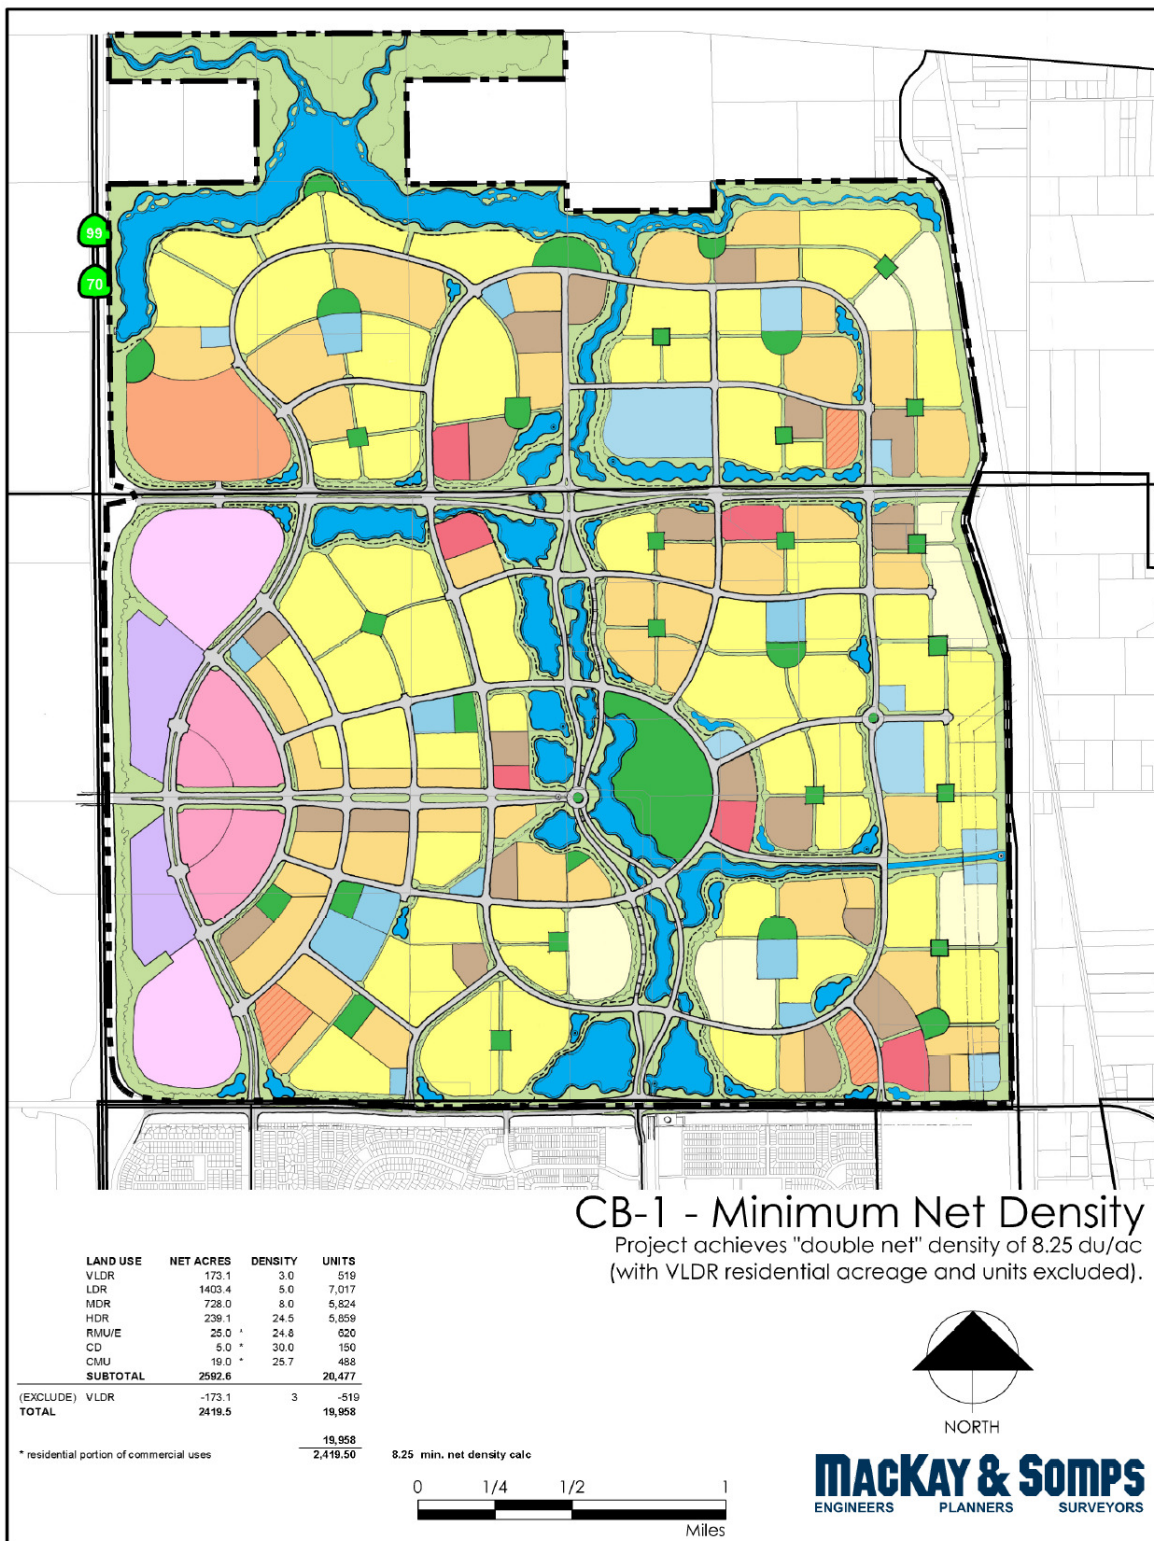 99
70
CB-1 - Minimum Net Density
Project achieves "double net" density of 8.25 du/ac
(with VLDR residential acreage and units excluded).
LAND USE NET ACRES DENSITY UNITS
VLDR 173.1 3.0 519
LDR 1403.4 5.0 7,017
MDR 728.0 8.0 5,824
HDR 239.1 24.5 5,859
RMU/E 25.0 * 24.8 620
CD 5.0 * 30.0 150
CMU 19.0 * 25.7 488
SUBTOTAL 2592.6 20,477
(EXCLUDE) VLDR -173.1 3 -519
TOTAL 2419.5 19,958
19,958
* residential portion of commercial uses 2,419.50 8.25 min. net density calc
0 1/4 1/2 1
Miles
NORTH
MACKAY & SOMPS
ENGINEERS PLANNERS SURVEYORS